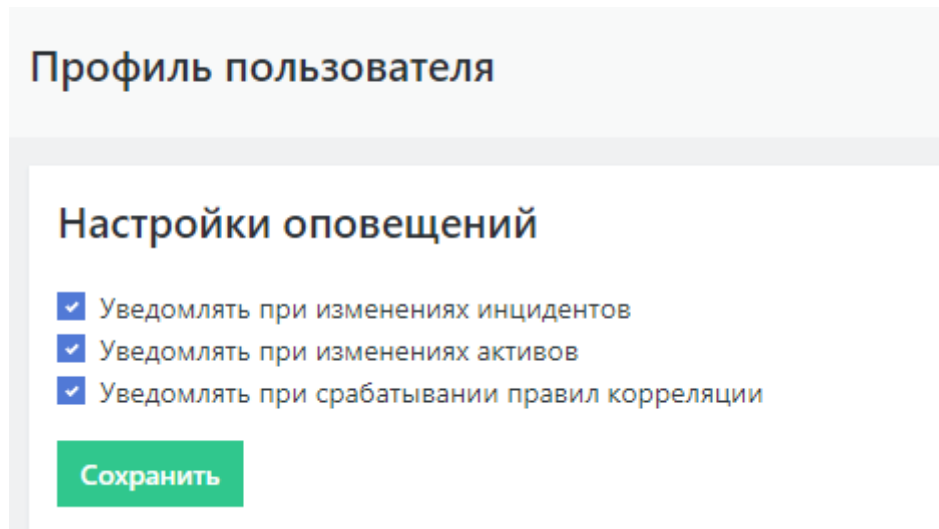 Профиль пользователя
Настройки оповещений
Уведомлять при изменениях инцидентов
Уведомлять при изменениях активов
Уведомлять при срабатывании правил корреляции
Сохранить